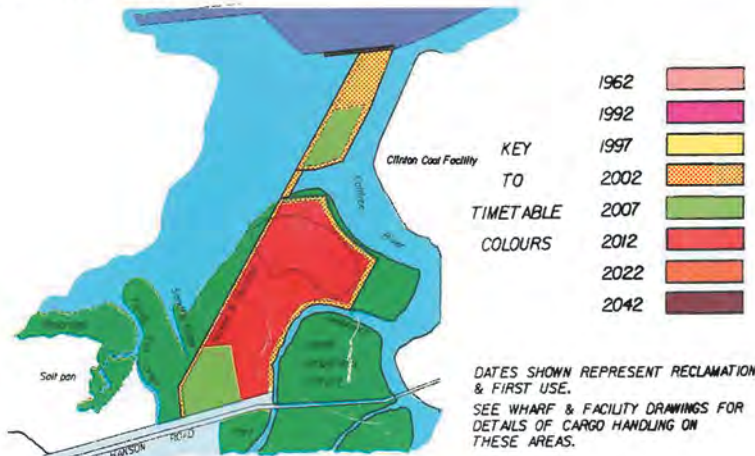 1962
1992
KEY 1997
TO 2002
TIMETABLE 2007
COLOURS 2012
2022
2042
Clinton Coal Facility
River
Salt pan
HANSON ROAD
DATES SHOWN REPRESENT RECLAMATION
& FIRST USE.
SEE WHARF & FACILITY DRAWINGS FOR
DETAILS OF CARGO HANDLING ON
THESE AREAS.